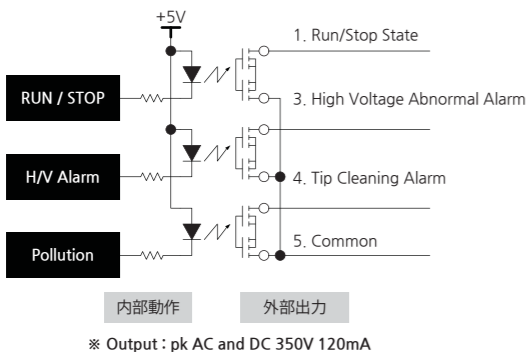 +5V
1. Run/Stop State
RUN / STOP
3. High Voltage Abnormal Alarm
H/V Alarm
4. Tip Cleaning Alarm
Pollution
5. Common
内部動作
外部出力
※ Output : pk AC and DC 350V 120mA